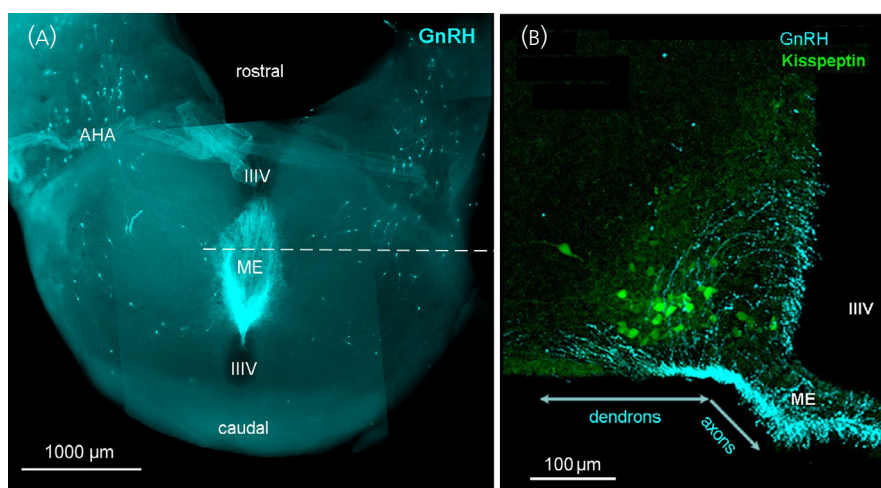 (A)
GnRH
rostral
AHA
IIIV
ME
IIIV
caudal
1000 µm
(B)
GnRH
Kisspeptin
IIIV
ME
dendrons
axons
100 µm